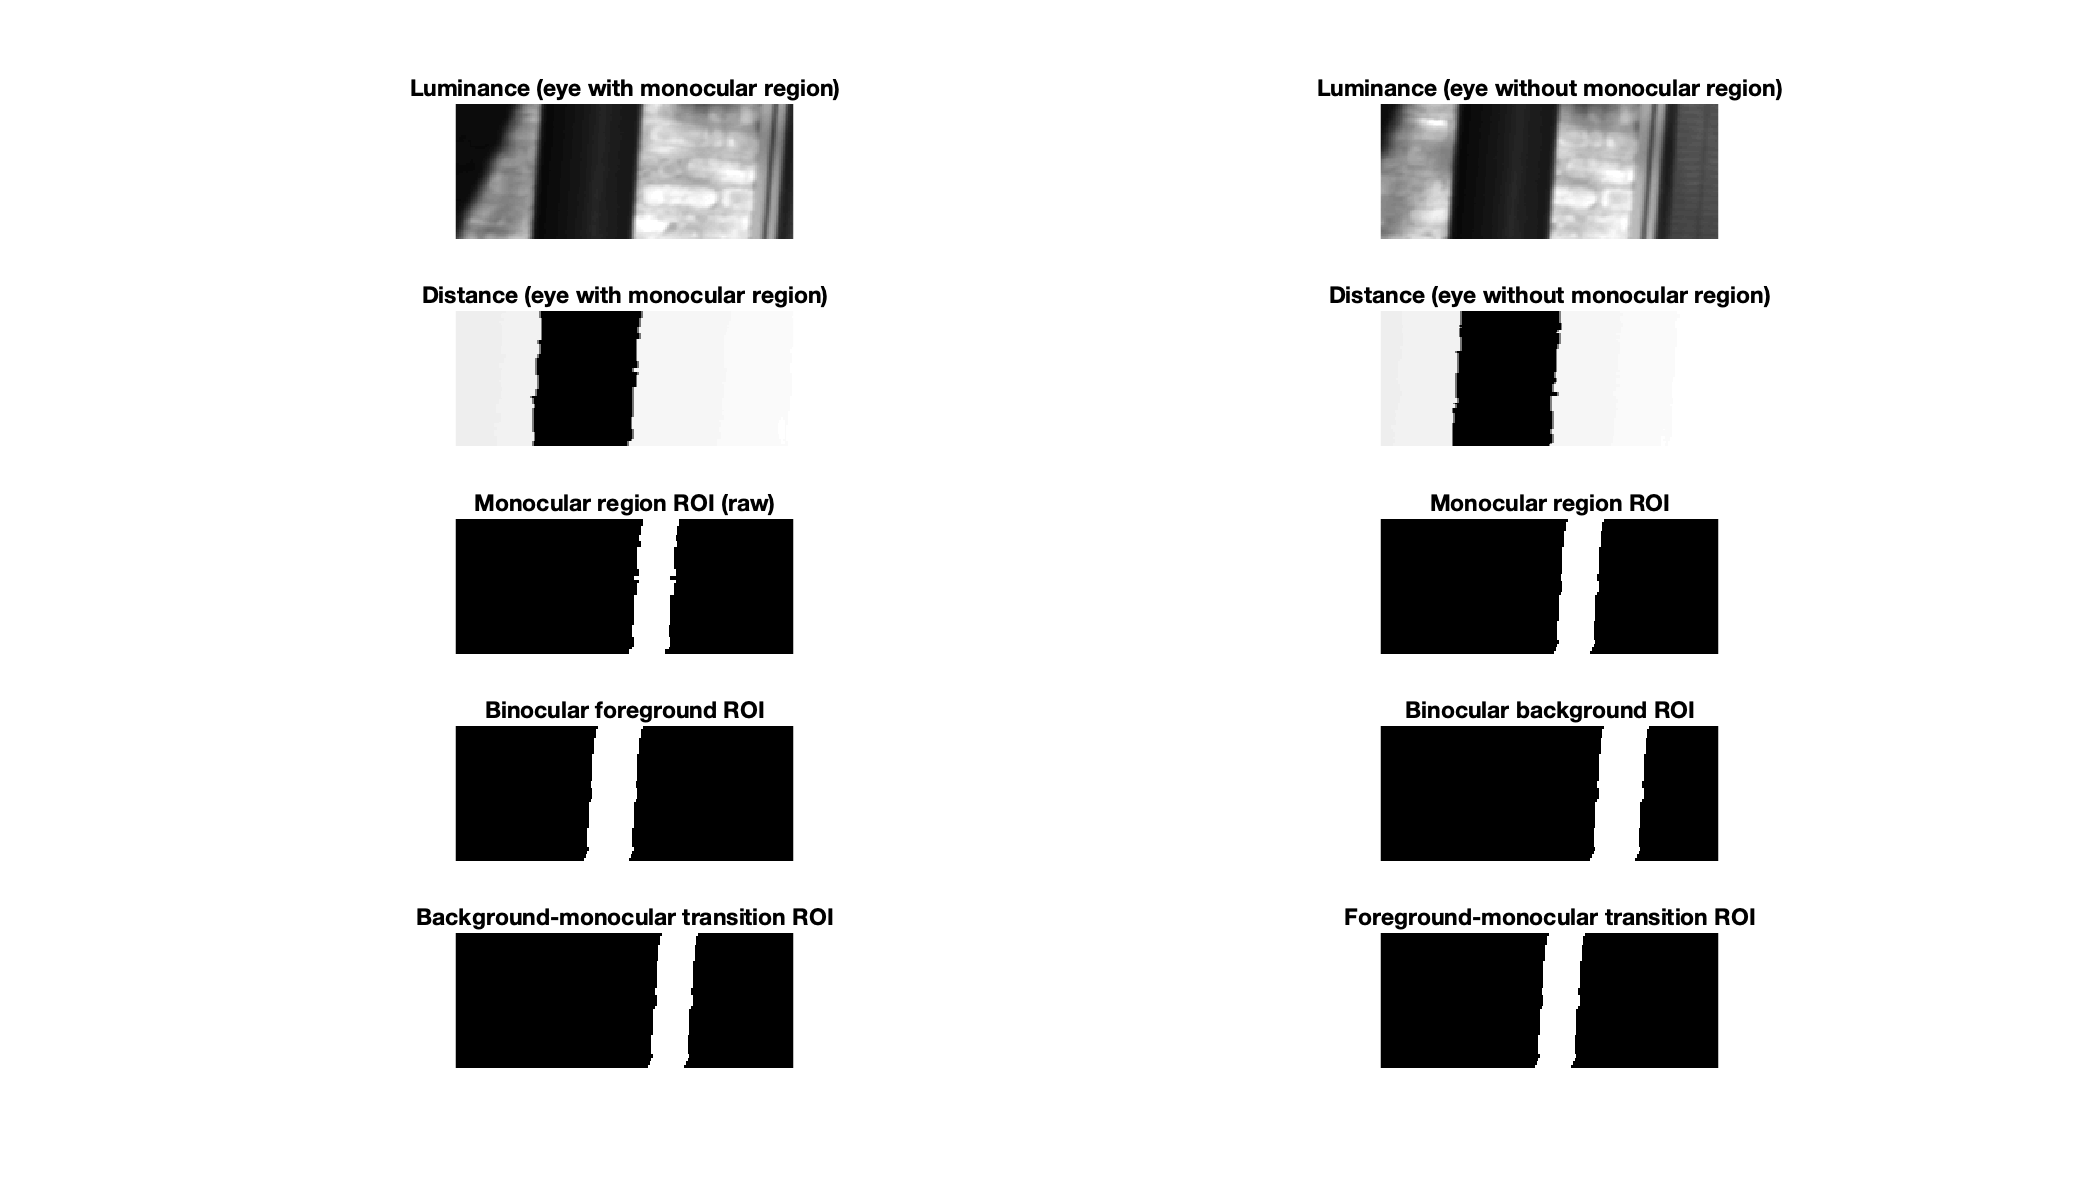 Luminance (eye with monocular region)
Luminance (eye without monocular region)
Distance (eye with monocular region)
Distance (eye without monocular region)
Monocular region ROI (raw)
Monocular region ROI
Binocular foreground ROI
Binocular background ROI
Background-monocular transition ROI
Foreground-monocular transition ROI